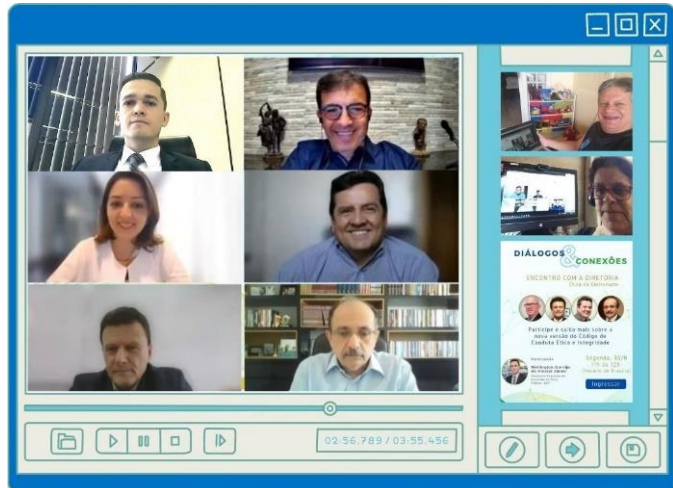 DIÁLOGOS
&
CONEXÕES
ENCONTRO COM A DIRETORIA
Participe e saiba mais sobre a
nova versão do Código de
Conduta Ético e Integridade
Segunda, 30/8
Ingressar
02:56.789 / 03:55.456